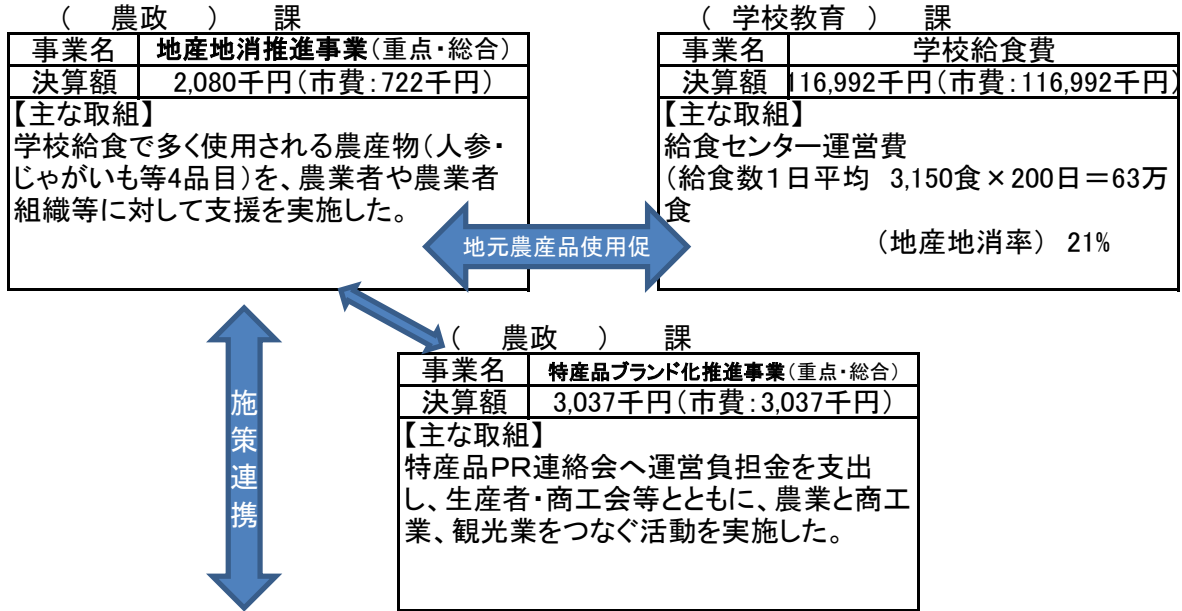 （　農政　）　課
事業名　地産地消推進事業（重点・総合）
決算額　2,080千円（市費：722千円）
【主な取組】
学校給食で多く使用される農産物（人参・
じゃがいも等4品目）を、農業者や農業者
組織等に対して支援を実施した。
（　学校教育　）　課
事業名　学校給食費
決算額　116,992千円（市費：116,992千円）
【主な取組】
給食センター運営費
（給食数１日平均　3,150食×200日＝63万
食
（地産地消率）　21%
地元農産品使用促
（　農政　）　課
事業名　特産品ブランド化推進事業（重点・総合）
決算額　3,037千円（市費：3,037千円）
【主な取組】
特産品ＰＲ連絡会へ運営負担金を支出
し、生産者・商工会等とともに、農業と商工
業、観光業をつなぐ活動を実施した。
施策連携